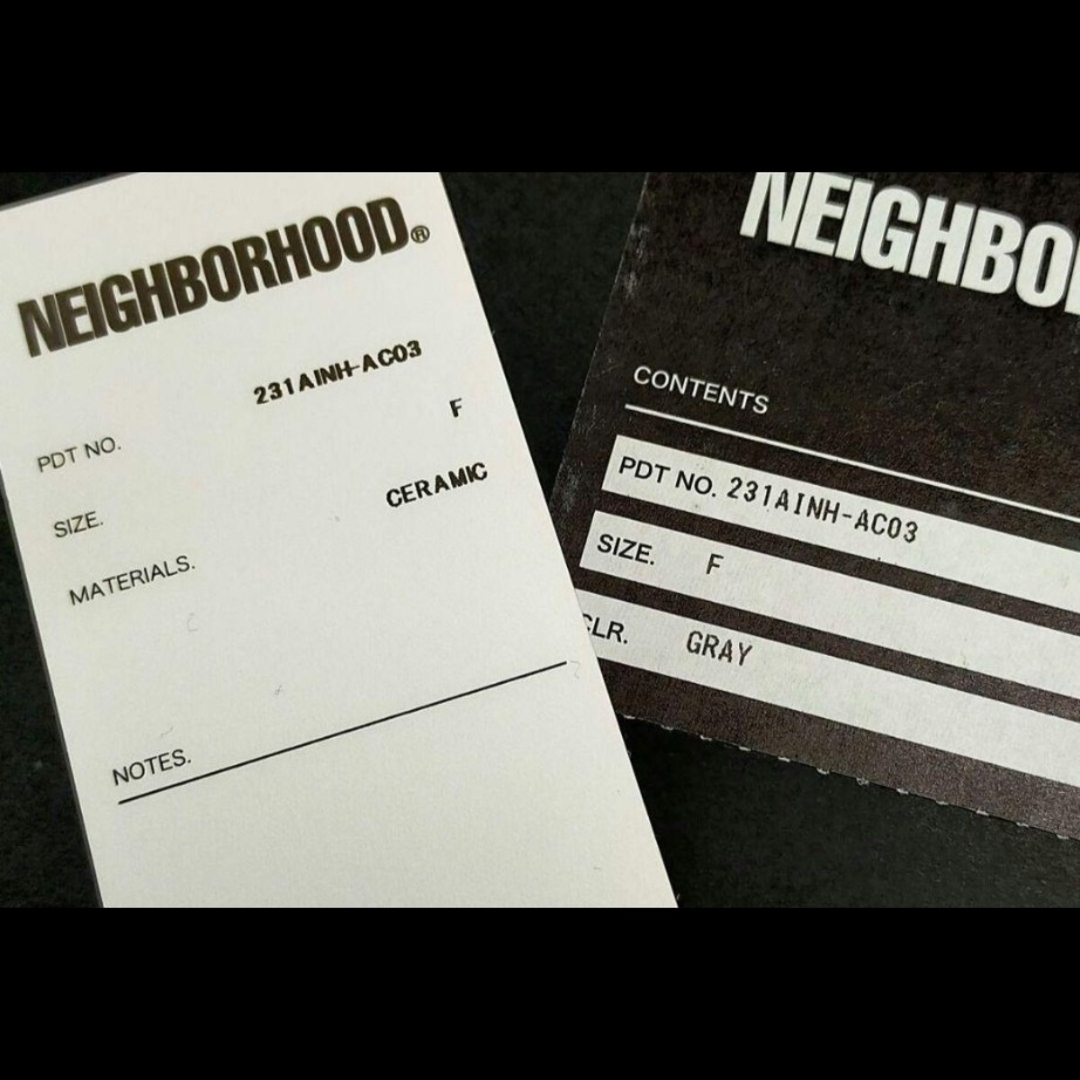 NEIGHBORHOOD®
231AINH-AC03
PDT NO.
F
SIZE.
CERAMIC
MATERIALS.
NOTES.
NEIGHBO
CONTENTS
PDT NO. 231AINH-AC03
SIZE. F
CLR. GRAY